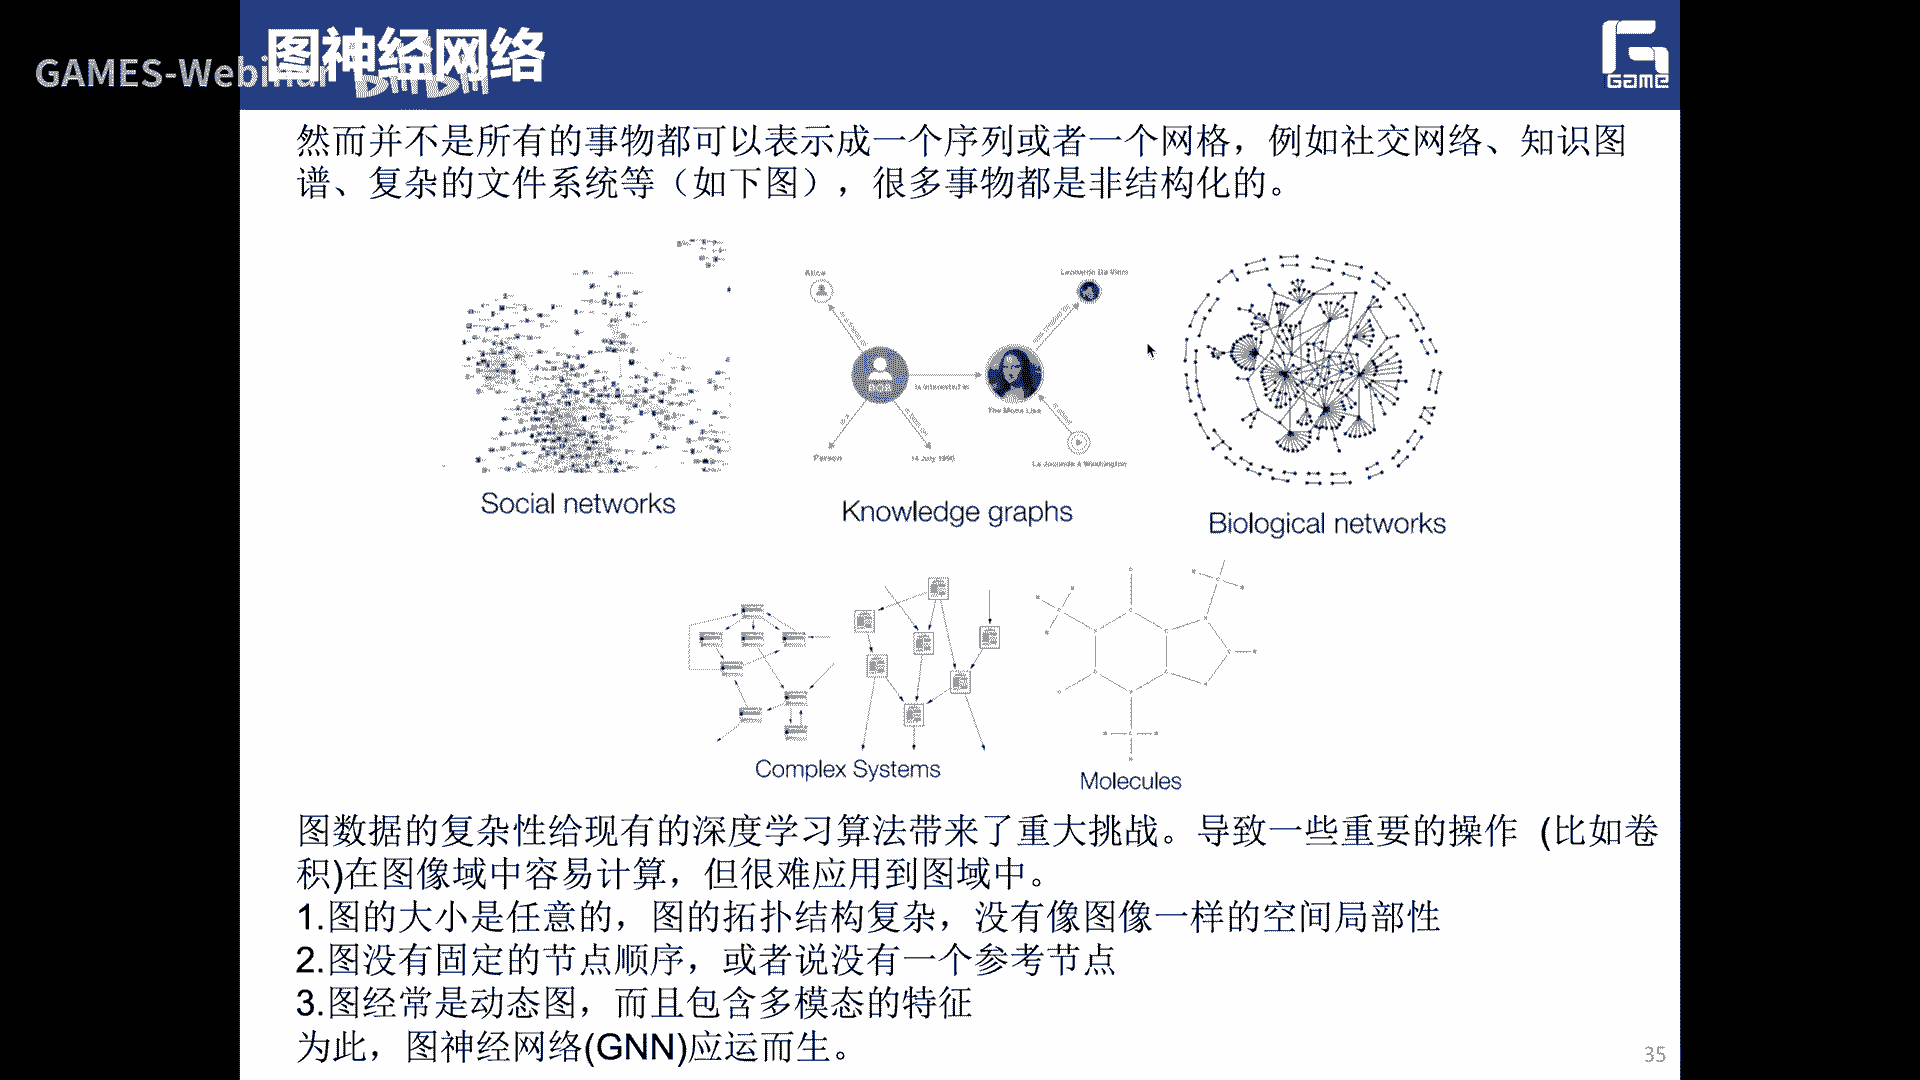 图神经网络
GAMES-Webinar
GAME
然而并不是所有的事物都可以表示成一个序列或者一个网格，例如社交网络、知识图
谱、复杂的文件系统等（如下图），很多事物都是非结构化的。
Alice
Leonardo Da Vinci
BOB
is interested in
The Mona Lisa
Person
14 July 1990
La Joconde à Washington
Social networks
Knowledge graphs
Biological networks
Complex Systems
Molecules
图数据的复杂性给现有的深度学习算法带来了重大挑战。导致一些重要的操作 (比如卷
积)在图像域中容易计算，但很难应用到图域中。
1.图的大小是任意的，图的拓扑结构复杂，没有像图像一样的空间局部性
2.图没有固定的节点顺序，或者说没有一个参考节点
3.图经常是动态图，而且包含多模态的特征
为此，图神经网络(GNN)应运而生。
35